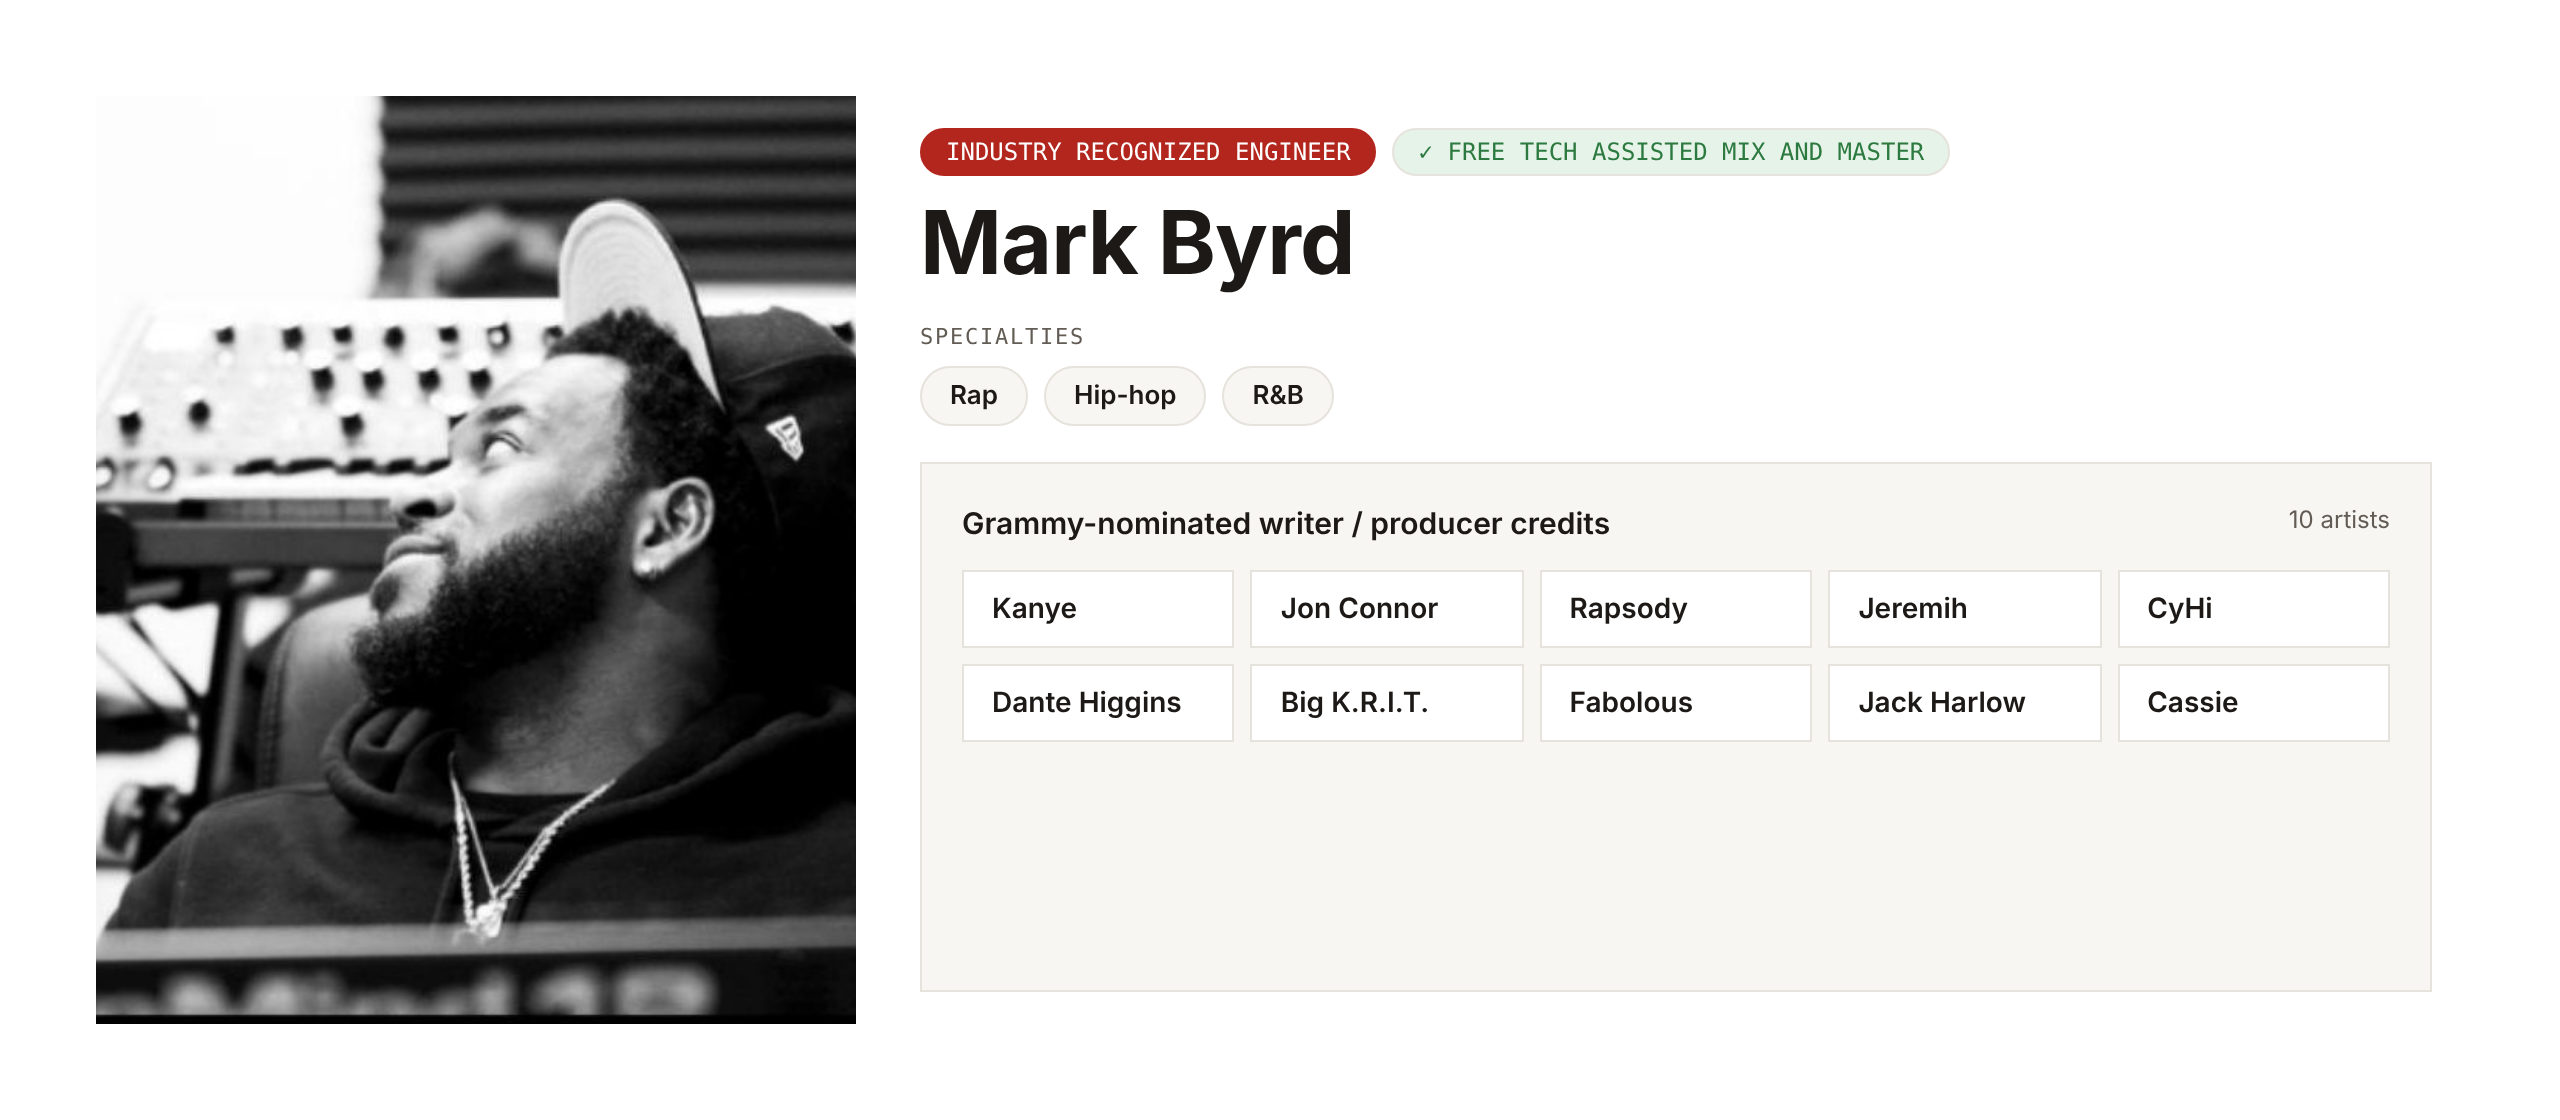 INDUSTRY RECOGNIZED ENGINEER
✓ FREE TECH ASSISTED MIX AND MASTER
Mark Byrd
SPECIALTIES
Rap
Hip-hop
R&B
Grammy-nominated writer / producer credits
10 artists
Kanye
Jon Connor
Rapsody
Jeremih
CyHi
Dante Higgins
Big K.R.I.T.
Fabolous
Jack Harlow
Cassie